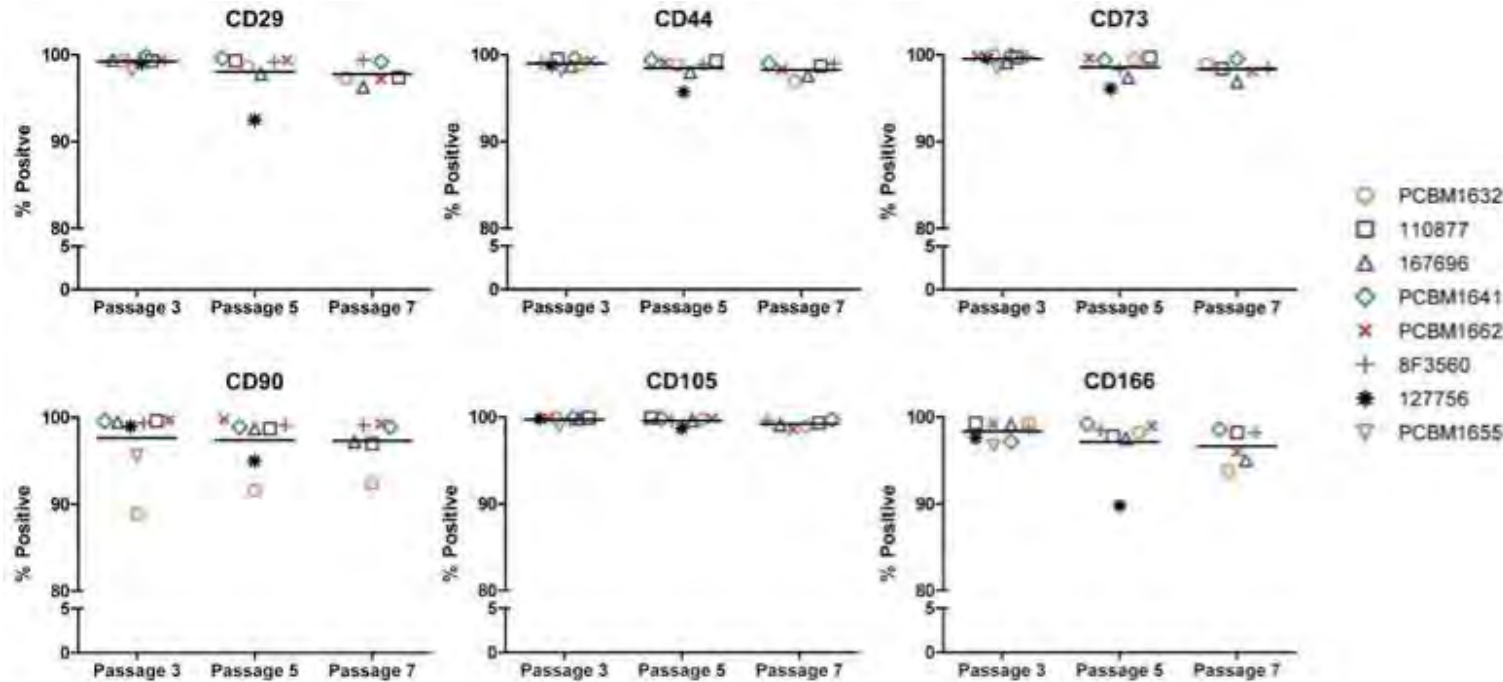 CD29
CD44
CD73
% Positive
100
90
80
5
0
Passage 3 Passage 5 Passage 7
% Positive
100
90
80
5
0
Passage 3 Passage 5 Passage 7
% Positive
100
90
80
5
0
Passage 3 Passage 5 Passage 7
CD90
CD105
CD166
% Positive
100
90
80
5
0
Passage 3 Passage 5 Passage 7
% Positive
100
90
80
5
0
Passage 3 Passage 5 Passage 7
% Positive
100
90
80
5
0
Passage 3 Passage 5 Passage 7
PCBM1632
110877
167696
PCBM1641
PCBM1662
8F3560
127756
PCBM1655